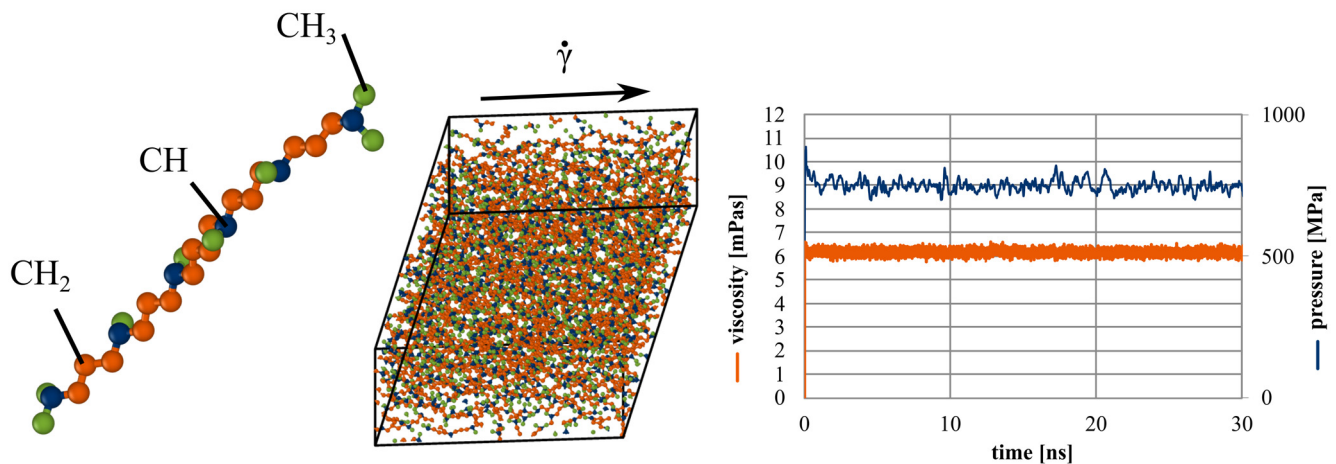 CH₃
CH
CH₂
γ̇
12
11
10
9
8
7
6
5
4
3
2
1
0
viscosity [mPas]
1000
500
0
pressure [MPa]
0
10
20
30
time [ns]